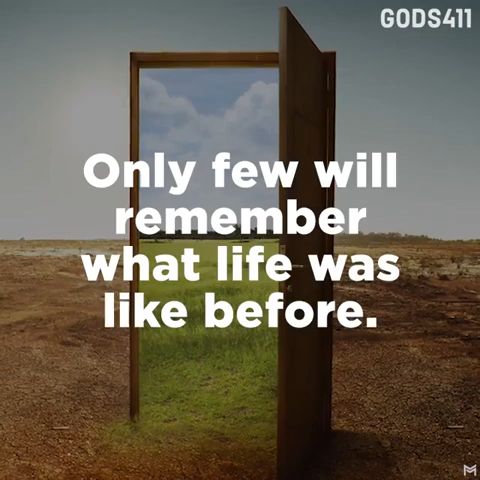 GODS411
Only few will
remember
what life was
like before.
M